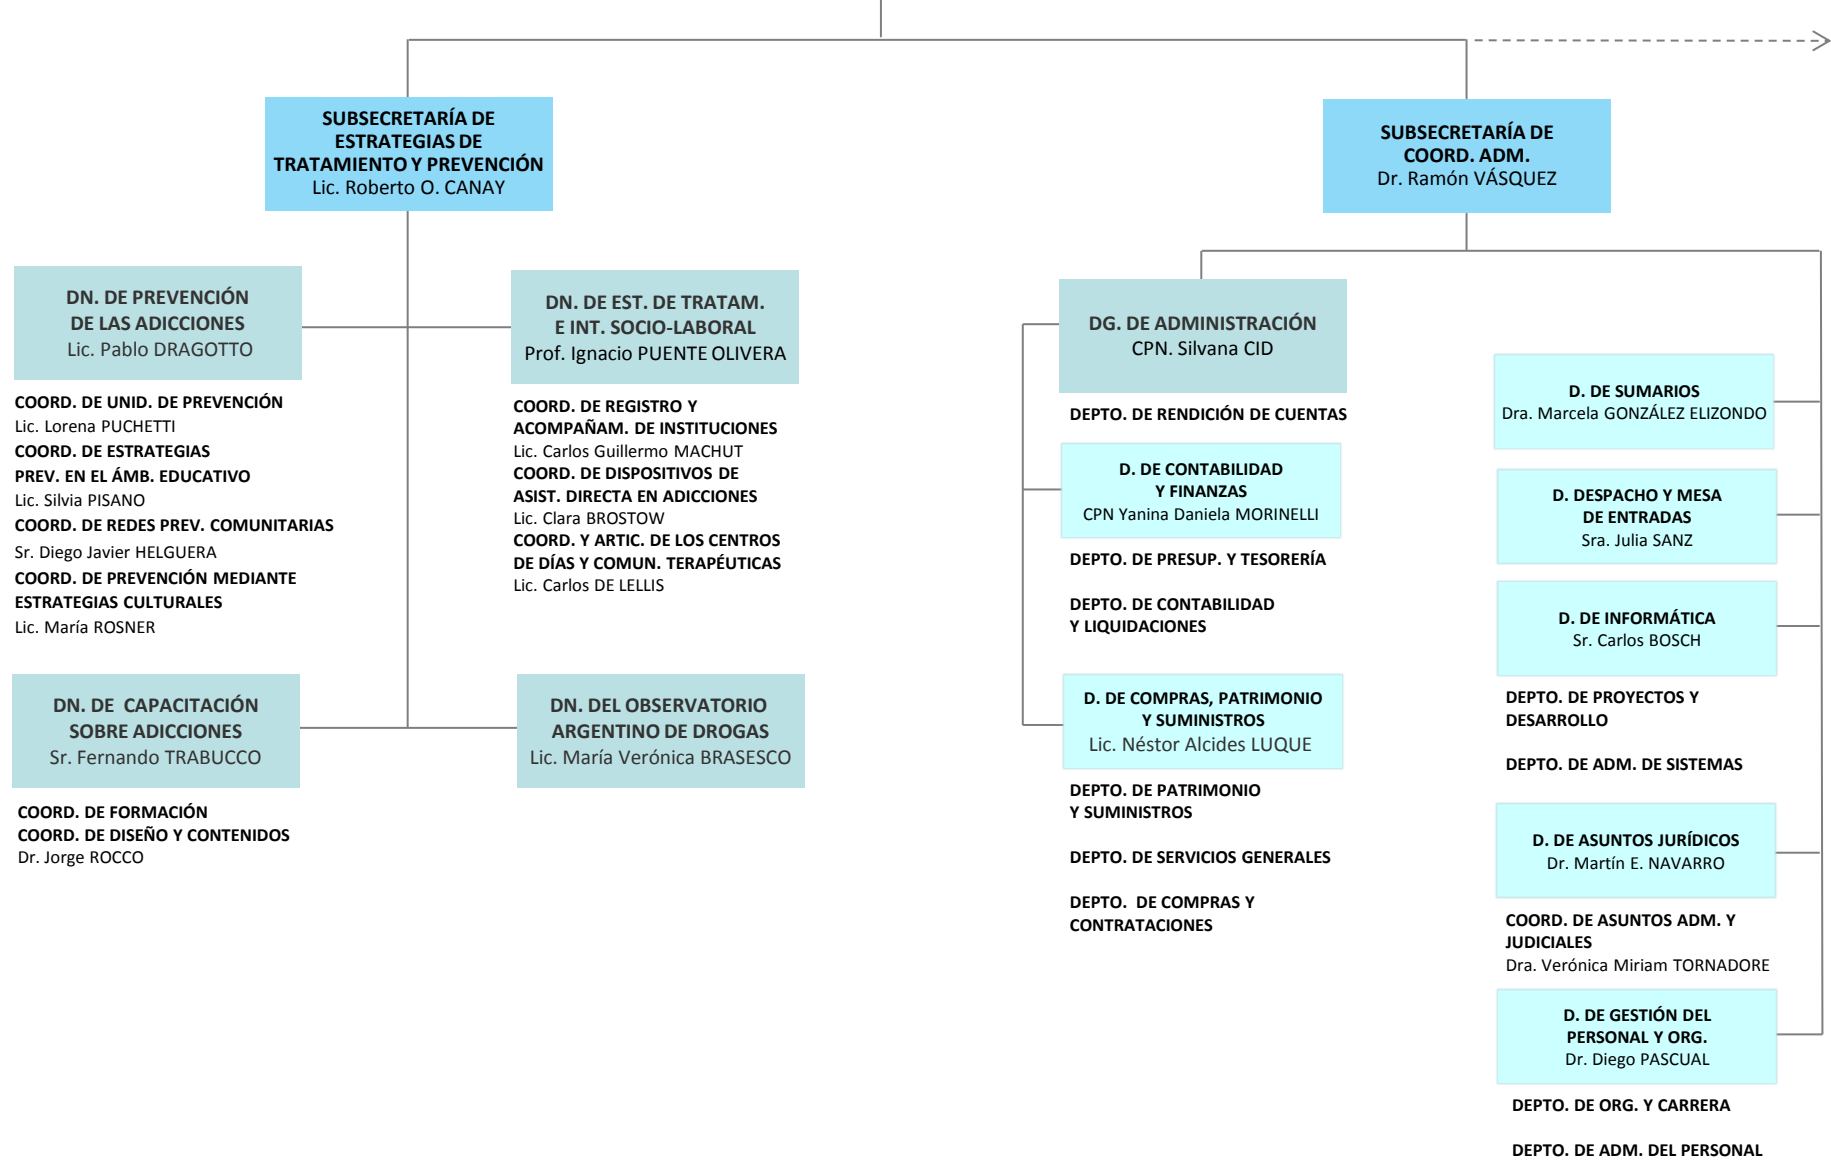 SUBSECRETARÍA DE
ESTRATEGIAS DE
TRATAMIENTO Y PREVENCIÓN
Lic. Roberto O. CANAY
SUBSECRETARÍA DE
COORD. ADM.
Dr. Ramón VÁSQUEZ
DN. DE PREVENCIÓN
DE LAS ADICCIONES
Lic. Pablo DRAGOTTO
COORD. DE UNID. DE PREVENCIÓN
Lic. Lorena PUCHETTI
COORD. DE ESTRATEGIAS
PREV. EN EL ÁMB. EDUCATIVO
Lic. Silvia PISANO
COORD. DE REDES PREV. COMUNITARIAS
Sr. Diego Javier HELGUERA
COORD. DE PREVENCIÓN MEDIANTE
ESTRATEGIAS CULTURALES
Lic. María ROSNER
DN. DE EST. DE TRATAM.
E INT. SOCIO-LABORAL
Prof. Ignacio PUENTE OLIVERA
COORD. DE REGISTRO Y
ACOMPAÑAM. DE INSTITUCIONES
Lic. Carlos Guillermo MACHUT
COORD. DE DISPOSITIVOS DE
ASIST. DIRECTA EN ADICCIONES
Lic. Clara BROSTOW
COORD. Y ARTIC. DE LOS CENTROS
DE DÍAS Y COMUN. TERAPÉUTICAS
Lic. Carlos DE LELLIS
DN. DE CAPACITACIÓN
SOBRE ADICCIONES
Sr. Fernando TRABUCCO
COORD. DE FORMACIÓN
COORD. DE DISEÑO Y CONTENIDOS
Dr. Jorge ROCCO
DN. DEL OBSERVATORIO
ARGENTINO DE DROGAS
Lic. María Verónica BRASESCO
DG. DE ADMINISTRACIÓN
CPN. Silvana CID
DEPTO. DE RENDICIÓN DE CUENTAS
D. DE CONTABILIDAD
Y FINANZAS
CPN Yanina Daniela MORINELLI
DEPTO. DE PRESUP. Y TESORERÍA
DEPTO. DE CONTABILIDAD
Y LIQUIDACIONES
D. DE COMPRAS, PATRIMONIO
Y SUMINISTROS
Lic. Néstor Alcides LUQUE
DEPTO. DE PATRIMONIO
Y SUMINISTROS
DEPTO. DE SERVICIOS GENERALES
DEPTO. DE COMPRAS Y
CONTRATACIONES
D. DE SUMARIOS
Dra. Marcela GONZÁLEZ ELIZONDO
D. DESPACHO Y MESA
DE ENTRADAS
Sra. Julia SANZ
D. DE INFORMÁTICA
Sr. Carlos BOSCH
DEPTO. DE PROYECTOS Y
DESARROLLO
DEPTO. DE ADM. DE SISTEMAS
D. DE ASUNTOS JURÍDICOS
Dr. Martín E. NAVARRO
COORD. DE ASUNTOS ADM. Y
JUDICIALES
Dra. Verónica Miriam TORNADORE
D. DE GESTIÓN DEL
PERSONAL Y ORG.
Dr. Diego PASCUAL
DEPTO. DE ORG. Y CARRERA
DEPTO. DE ADM. DEL PERSONAL